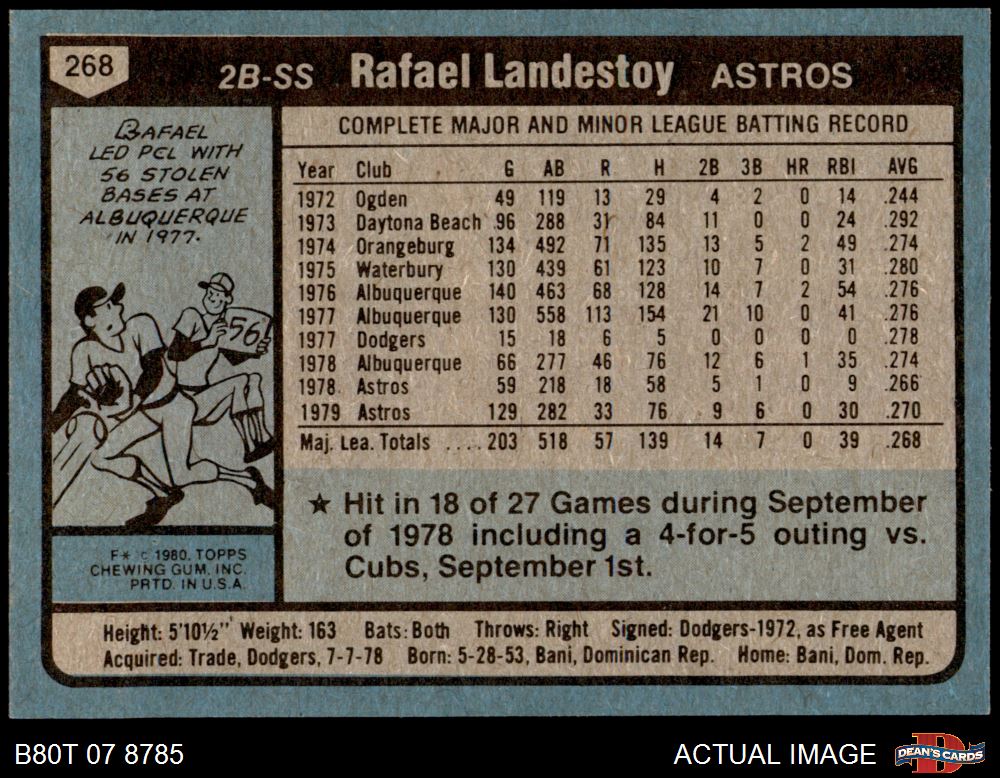 268
2B-SS Rafael Landestoy ASTROS
RAFAEL
LED PCL WITH
56 STOLEN
BASES AT
ALBUQUERQUE
IN 1977.
56!
F* © 1980. TOPPS
CHEWING GUM, INC.
PRTD. IN U.S.A.
COMPLETE MAJOR AND MINOR LEAGUE BATTING RECORD
Year Club G AB R H 2B 3B HR RBI AVG
1972 Ogden 49 119 13 29 4 2 0 14 .244
1973 Daytona Beach 96 288 31 84 11 0 0 24 .292
1974 Orangeburg 134 492 71 135 13 5 2 49 .274
1975 Waterbury 130 439 61 123 10 7 0 31 .280
1976 Albuquerque 140 463 68 128 14 7 2 54 .276
1977 Albuquerque 130 558 113 154 21 10 0 41 .276
1977 Dodgers 15 18 6 5 0 0 0 0 .278
1978 Albuquerque 66 277 46 76 12 6 1 35 .274
1978 Astros 59 218 18 58 5 1 0 9 .266
1979 Astros 129 282 33 76 9 6 0 30 .270
Maj. Lea. Totals .... 203 518 57 139 14 7 0 39 .268
★ Hit in 18 of 27 Games during September
of 1978 including a 4-for-5 outing vs.
Cubs, September 1st.
Height: 5'10½" Weight: 163 Bats: Both Throws: Right Signed: Dodgers-1972, as Free Agent
Acquired: Trade, Dodgers, 7-7-78 Born: 5-28-53, Bani, Dominican Rep. Home: Bani, Dom. Rep.
B80T 07 8785
ACTUAL IMAGE
D
DEAN'S CARDS